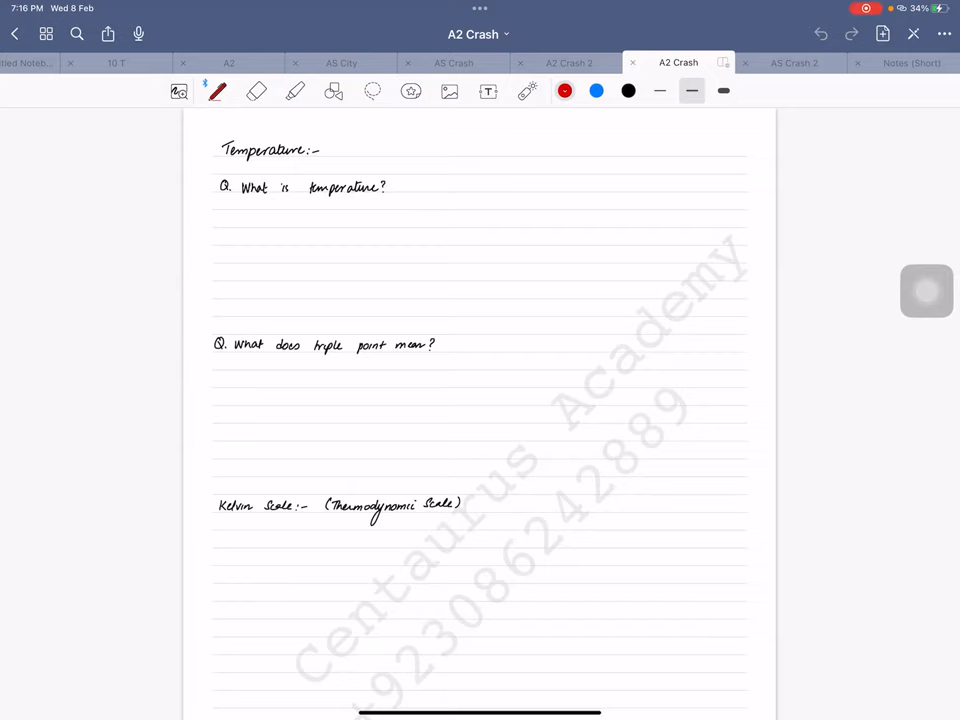 7:16 PM Wed 8 Feb
34%
A2 Crash
itled Noteb...
10 T
A2
AS City
AS Crash
A2 Crash 2
A2 Crash
AS Crash 2
Notes (Short)
Temperature:-
Q. What is temperature?
Q. What does triple point mean?
Kelvin Scale:- (Thermodynamic Scale)
Centaurus Academy
+923086242889